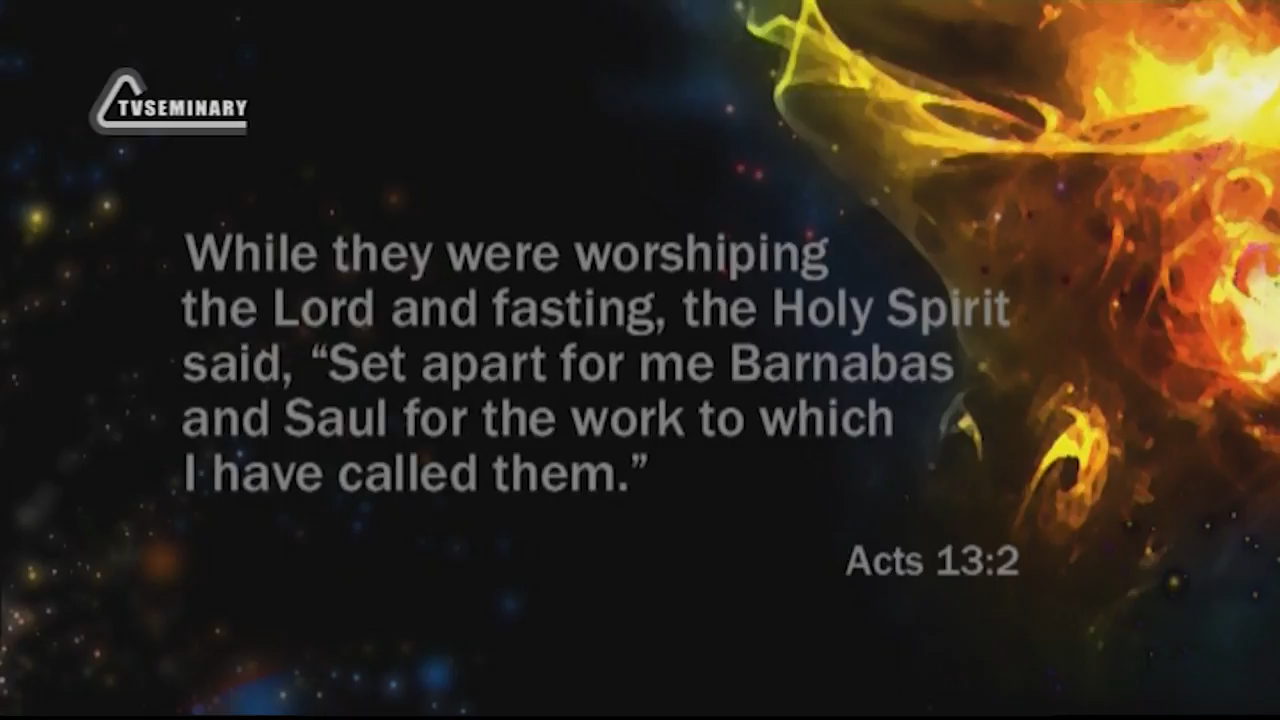 TVSEMINARY
While they were worshiping
the Lord and fasting, the Holy Spirit
said, “Set apart for me Barnabas
and Saul for the work to which
I have called them.”
Acts 13:2